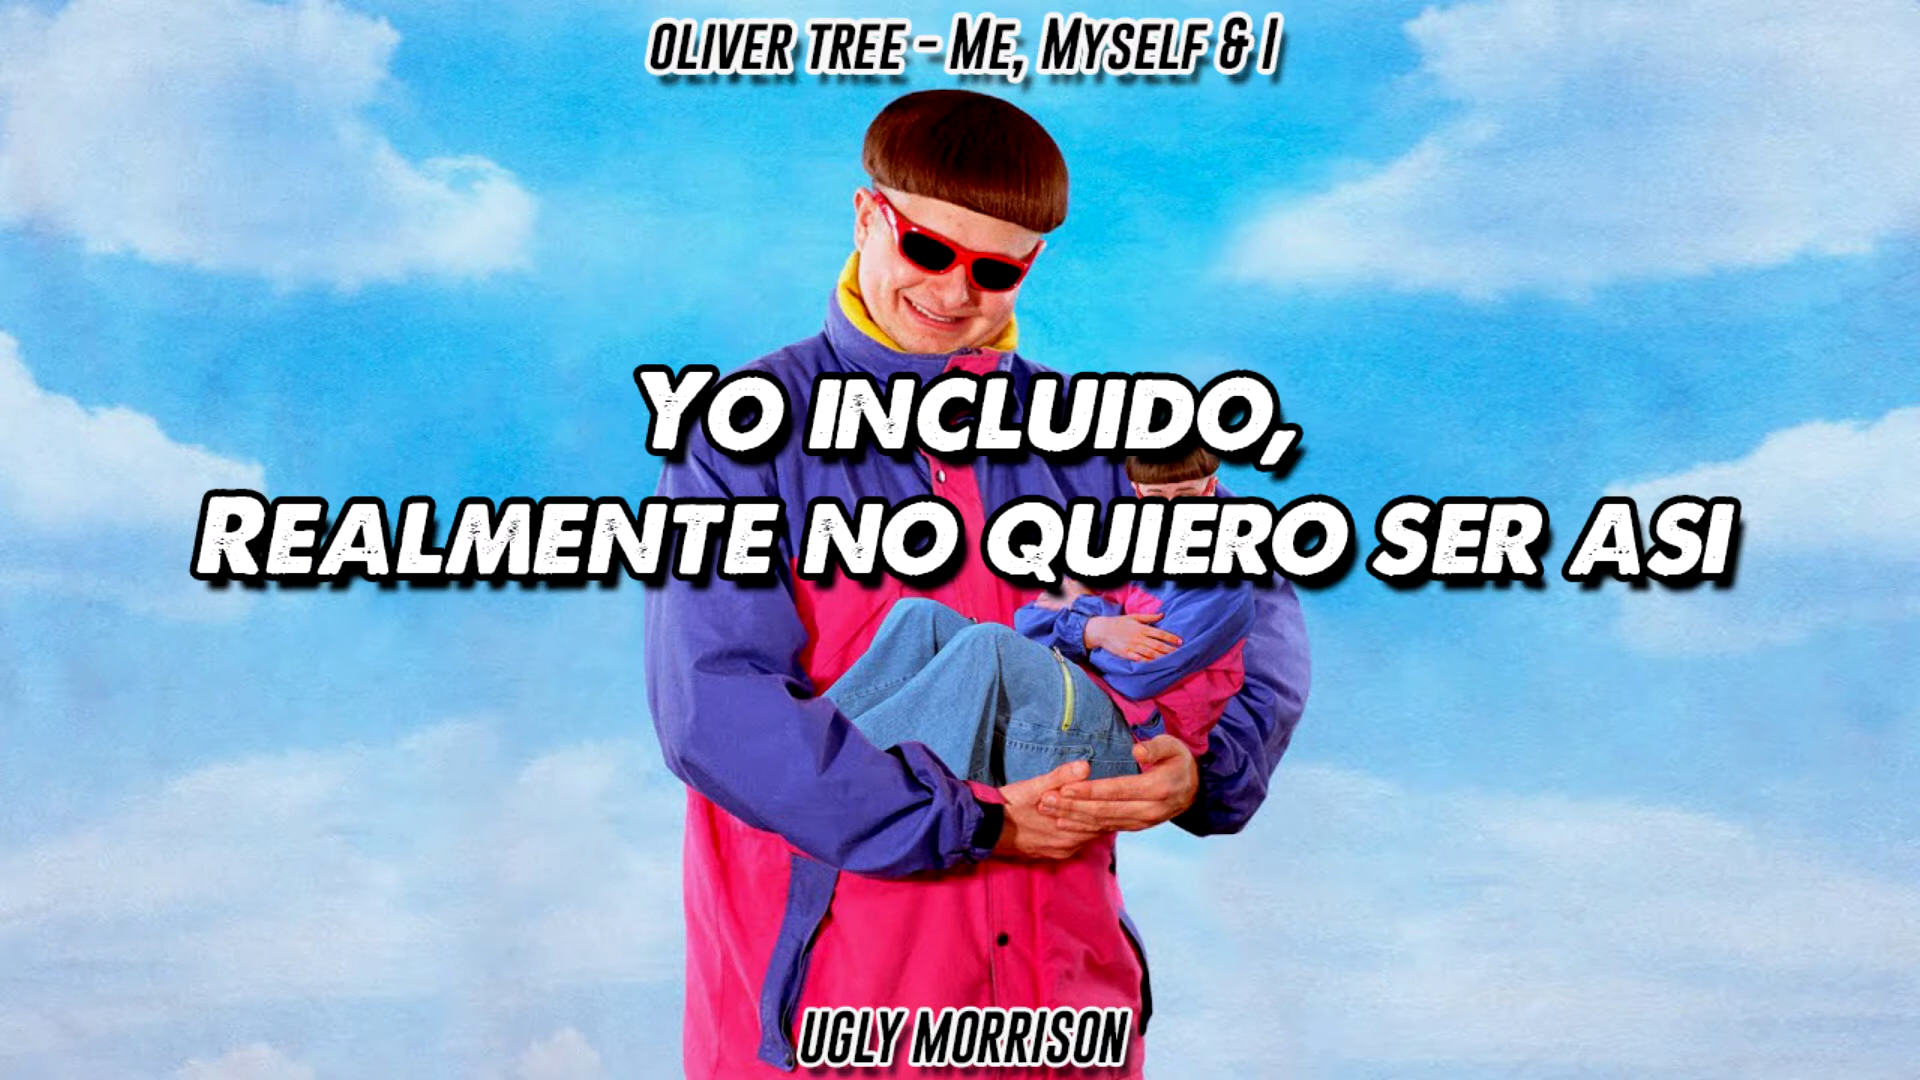 OLIVER TREE - ME, MYSELF & I
YO INCLUIDO,
REALMENTE NO QUIERO SER ASI
UGLY MORRISON